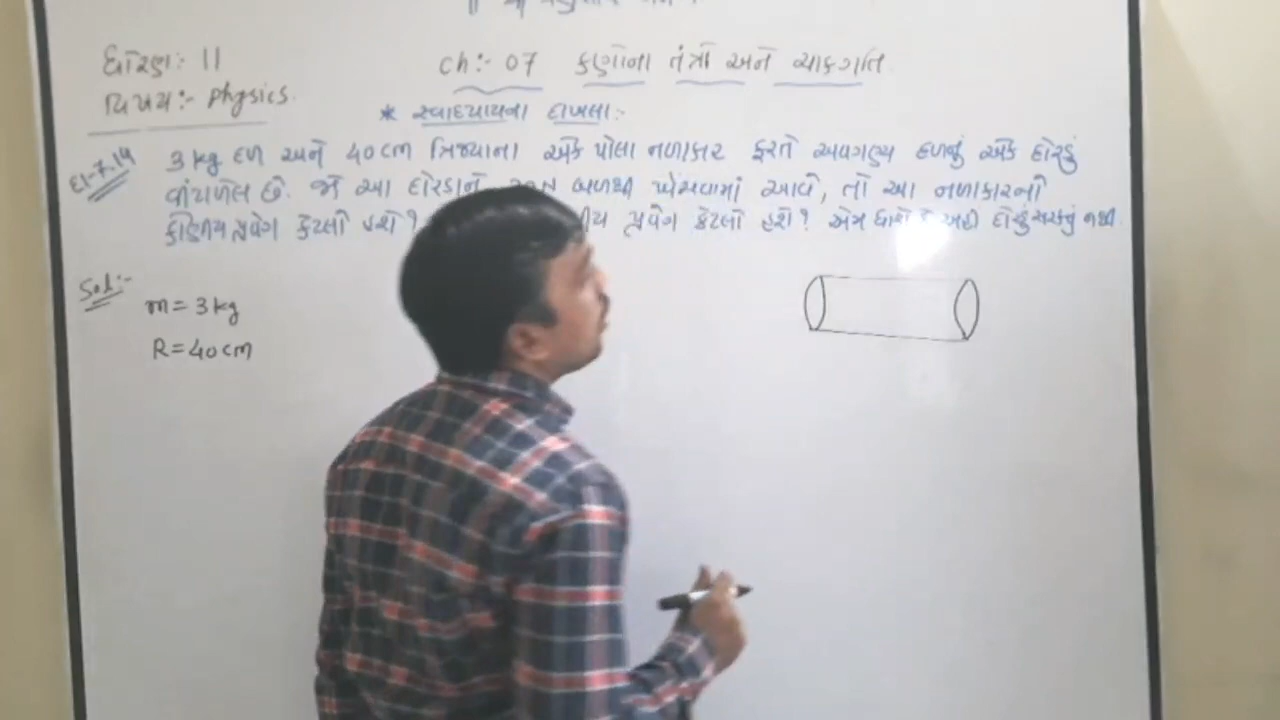 ધોરણ:- 11
ch:- 07 કણોના તંત્રો અને ચાકગતિ
વિષય:- physics.
* સ્વાધ્યાયના દાખલા:-
દા-7.14 3 kg દળ અને 40 cm ત્રિજ્યાના એક પોલા નળાકાર ફરતે અવગણ્ય દળનું એક દોરડું
વીંટાળેલ છે. જો આ દોરડાને બળથી ખેંચવામાં આવે, તો આ નળાકારનો
કોણીય પ્રવેગ કેટલો હશે? પ્રવેગ કેટલો હશે? એમ ધારો કે અહીં દોરડું સરકતું નથી.
Sol:-
m = 3 kg
R = 40 cm